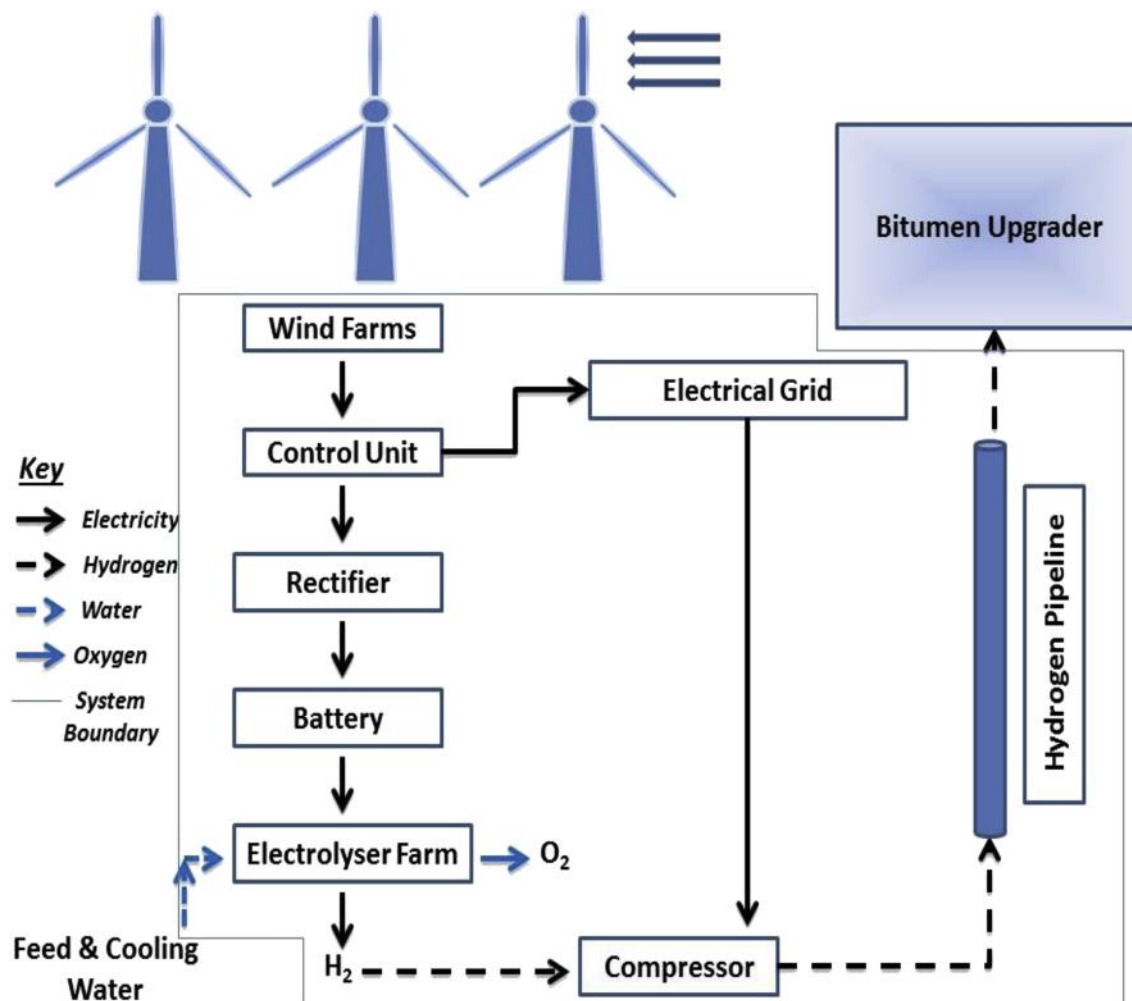 Bitumen Upgrader
Wind Farms
Electrical Grid
Control Unit
Key
Electricity
Hydrogen
Water
Oxygen
System
Boundary
Rectifier
Battery
Hydrogen Pipeline
Electrolyser Farm
O₂
Feed & Cooling
Water
H₂
Compressor